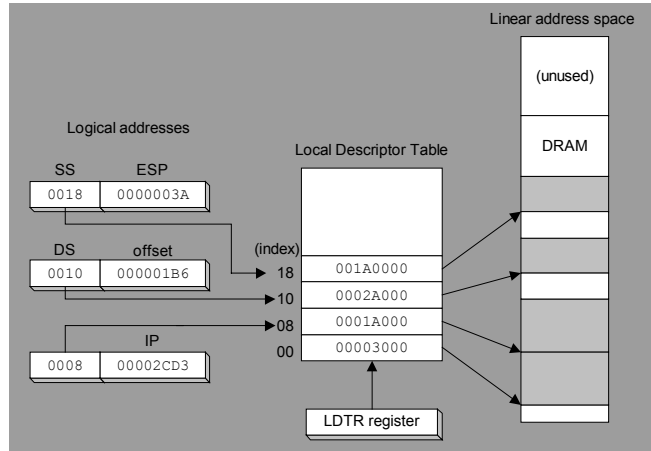 Linear address space
(unused)
Logical addresses
DRAM
Local Descriptor Table
SS ESP
0018 0000003A
DS offset
(index)
18 001A0000
0010 000001B6
10 0002A000
08 0001A000
IP
00 00003000
0008 00002CD3
LDTR register